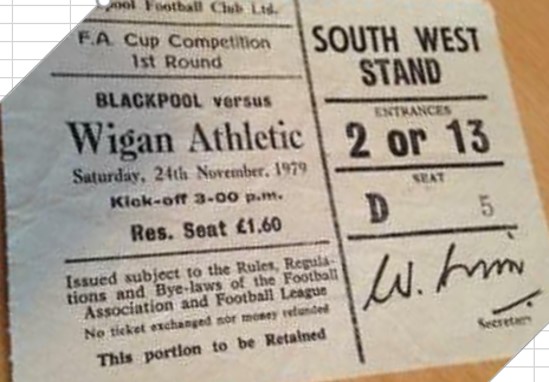 pool Football Club Ltd.
F.A. Cup Competition
1st Round
BLACKPOOL versus
Wigan Athletic
Saturday, 24th November, 1979
Kick-off 3-00 p.m.
Res. Seat £1.60
Issued subject to the Rules, Regula-
tions and Bye-laws of the Football
Association and Football League
No ticket exchanged nor money refunded
This portion to be Retained
SOUTH WEST
STAND
ENTRANCES
2 or 13
SEAT
D 5
W.
Secretary